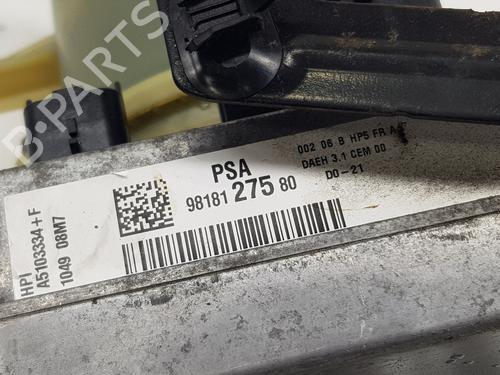 B-PARTS
PSA
98181 275 80
002 06 B HP5 FR
DAEH 3.1 CEM 00
D0-21
HPI
A5103334+F
1049 08M7